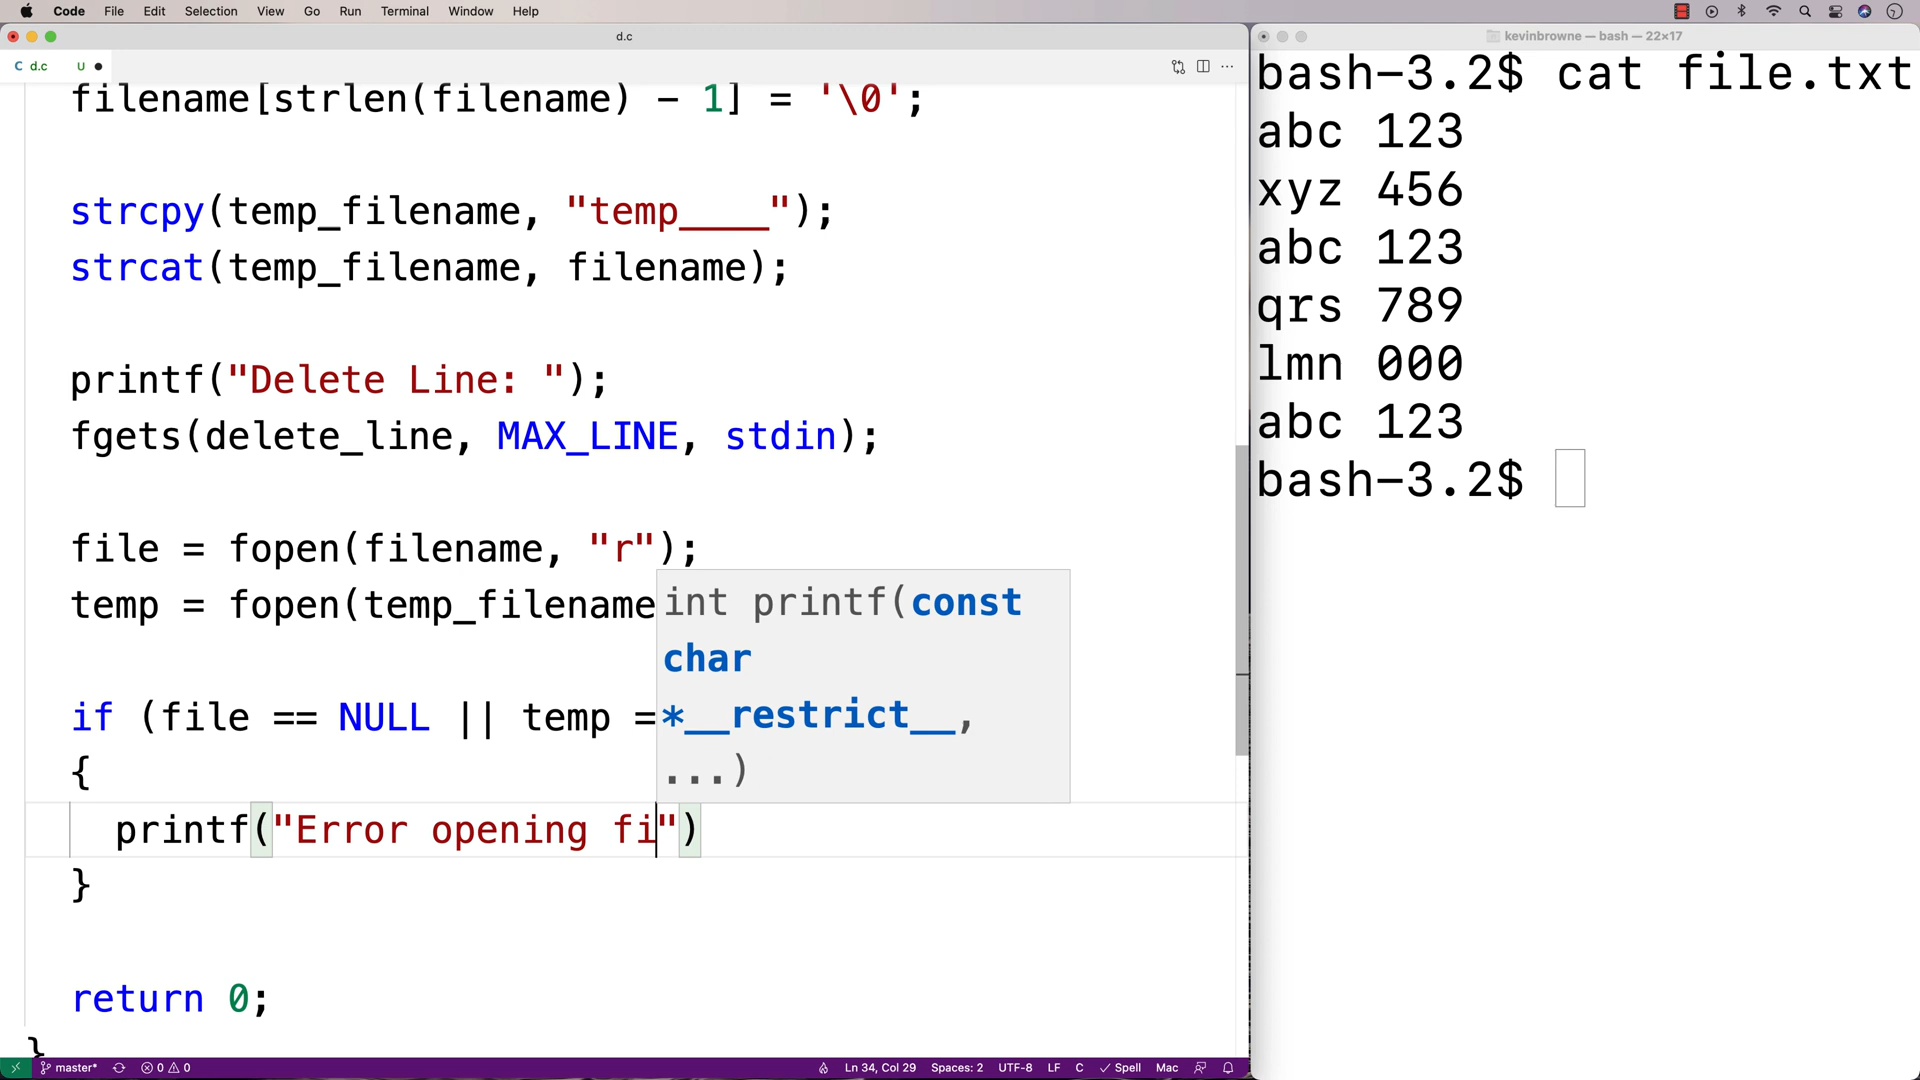 Code File Edit Selection View Go Run Terminal Window Help
d.c
C d.c U
filename[strlen(filename) - 1] = '\0';
strcpy(temp_filename, "temp____");
strcat(temp_filename, filename);
printf("Delete Line: ");
fgets(delete_line, MAX_LINE, stdin);
file = fopen(filename, "r");
temp = fopen(temp_filename
int printf(const
char
*__restrict__,
...)
if (file == NULL || temp =
{
printf("Error opening fi")
}
return 0;
}
master* 0 0 Ln 34, Col 29 Spaces: 2 UTF-8 LF C Spell Mac
kevinbrowne — bash — 22×17
bash-3.2$ cat file.txt
abc 123
xyz 456
abc 123
qrs 789
lmn 000
abc 123
bash-3.2$